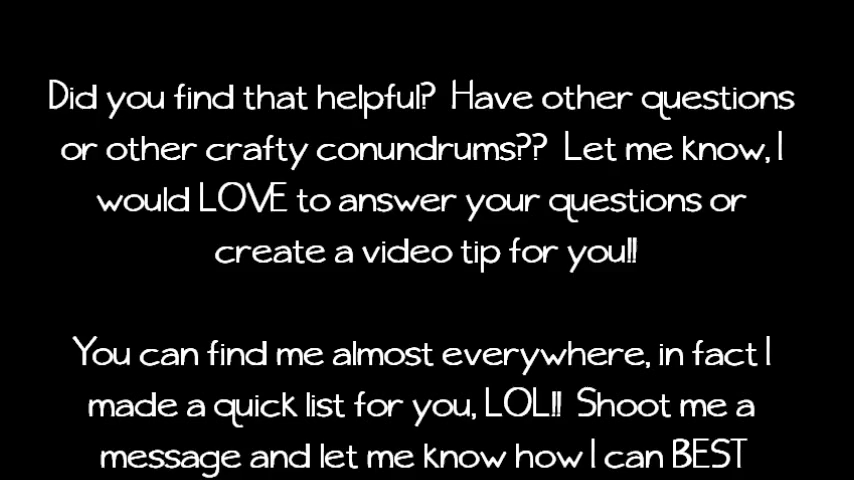 Did you find that helpful?  Have other questions
or other crafty conundrums??  Let me know, I
would LOVE to answer your questions or
create a video tip for you!!
You can find me almost everywhere, in fact I
made a quick list for you, LOL!!  Shoot me a
message and let me know how I can BEST